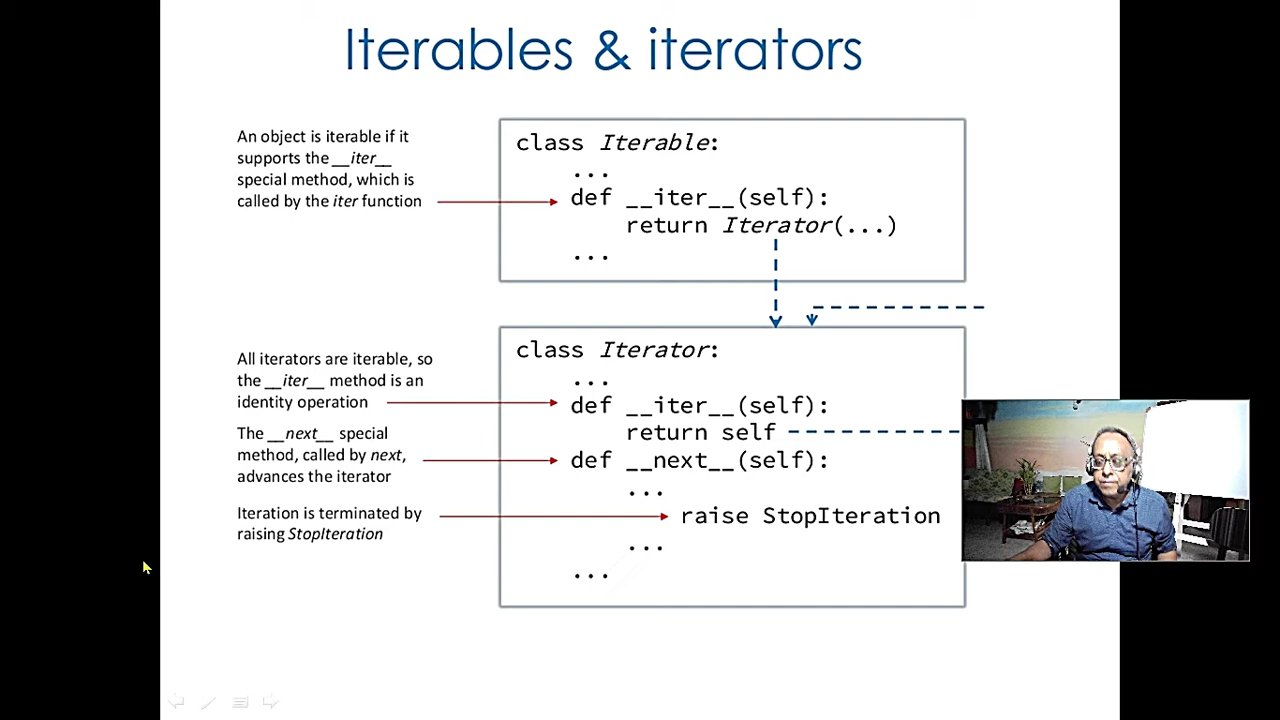 Iterables & iterators
An object is iterable if it
supports the __iter__
special method, which is
called by the iter function
class Iterable:
...
def __iter__(self):
return Iterator(...)
...
All iterators are iterable, so
the __iter__ method is an
identity operation
The __next__ special
method, called by next,
advances the iterator
Iteration is terminated by
raising StopIteration
class Iterator:
...
def __iter__(self):
return self
def __next__(self):
...
raise StopIteration
...
...